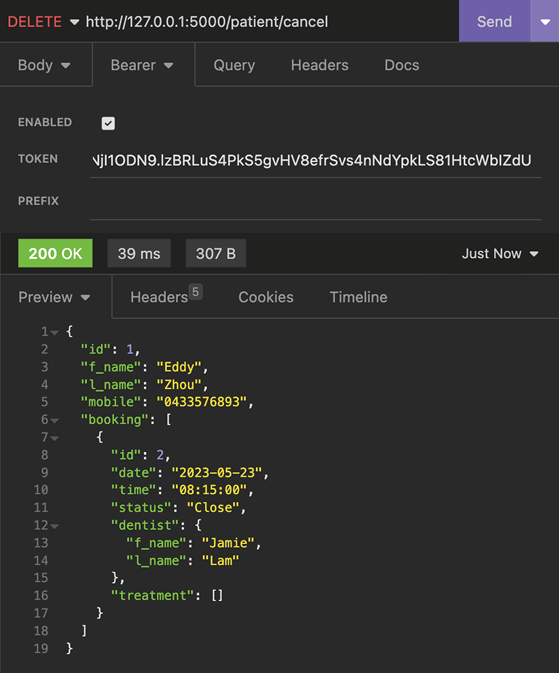 DELETE http://127.0.0.1:5000/patient/cancel Send
Body Bearer Query Headers Docs
ENABLED
TOKEN NjI1ODN9.lzBRLuS4PkS5gvHV8efrSvs4nNdYpkLS81HtcWbIZdU
PREFIX
200 OK 39 ms 307 B Just Now
Preview Headers 5 Cookies Timeline
1 {
2 "id": 1,
3 "f_name": "Eddy",
4 "l_name": "Zhou",
5 "mobile": "0433576893",
6 "booking": [
7 {
8 "id": 2,
9 "date": "2023-05-23",
10 "time": "08:15:00",
11 "status": "Close",
12 "dentist": {
13 "f_name": "Jamie",
14 "l_name": "Lam"
15 },
16 "treatment": []
17 }
18 ]
19 }